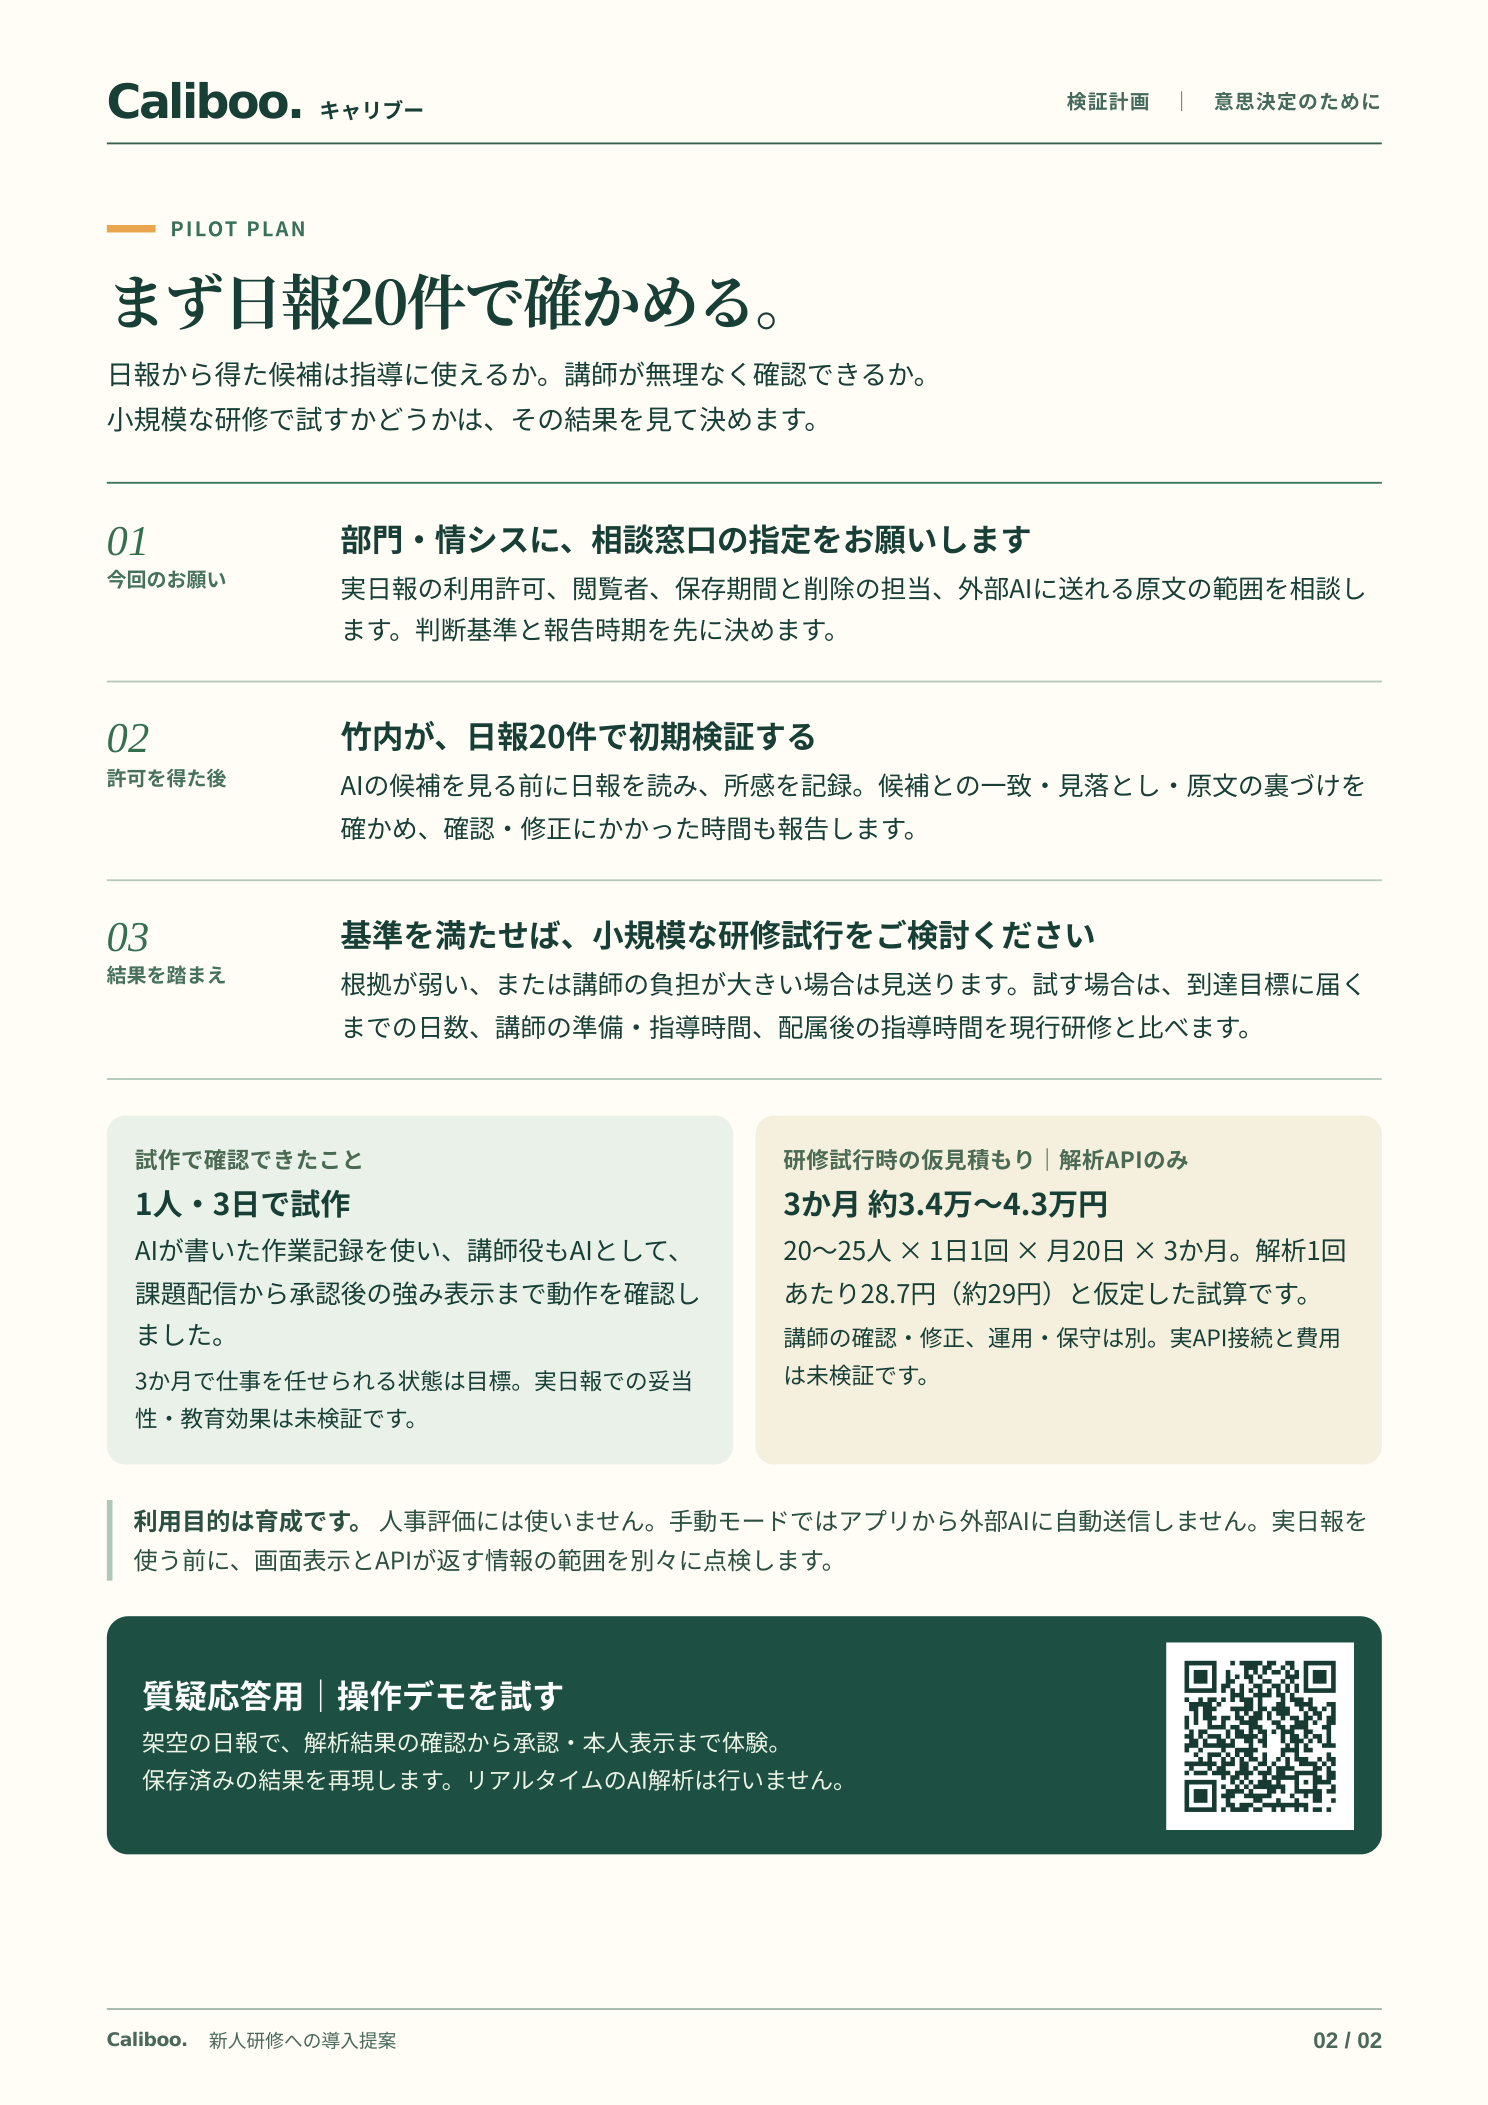 Caliboo. キャリブー
検証計画 | 意思決定のために
PILOT PLAN
まず日報20件で確かめる。
日報から得た候補は指導に使えるか。講師が無理なく確認できるか。
小規模な研修で試すかどうかは、その結果を見て決めます。
01
今回のお願い
部門・情シスに、相談窓口の指定をお願いします
実日報の利用許可、閲覧者、保存期間と削除の担当、外部AIに送れる原文の範囲を相談し
ます。判断基準と報告時期を先に決めます。
02
許可を得た後
竹内が、日報20件で初期検証する
AIの候補を見る前に日報を読み、所感を記録。候補との一致・見落とし・原文の裏づけを
確かめ、確認・修正にかかった時間も報告します。
03
結果を踏まえ
基準を満たせば、小規模な研修試行をご検討ください
根拠が弱い、または講師の負担が大きい場合は見送ります。試す場合は、到達目標に届く
までの日数、講師の準備・指導時間、配属後の指導時間を現行研修と比べます。
試作で確認できたこと
1人・3日で試作
AIが書いた作業記録を使い、講師役もAIとして、
課題配信から承認後の強み表示まで動作を確認し
ました。
3か月で仕事を任せられる状態は目標。実日報での妥当
性・教育効果は未検証です。
研修試行時の仮見積もり｜解析APIのみ
3か月 約3.4万〜4.3万円
20〜25人 × 1日1回 × 月20日 × 3か月。解析1回
あたり28.7円（約29円）と仮定した試算です。
講師の確認・修正、運用・保守は別。実API接続と費用
は未検証です。
利用目的は育成です。 人事評価には使いません。手動モードではアプリから外部AIに自動送信しません。実日報を
使う前に、画面表示とAPIが返す情報の範囲を別々に点検します。
質疑応答用｜操作デモを試す
架空の日報で、解析結果の確認から承認・本人表示まで体験。
保存済みの結果を再現します。リアルタイムのAI解析は行いません。
Caliboo. 新人研修への導入提案
02 / 02